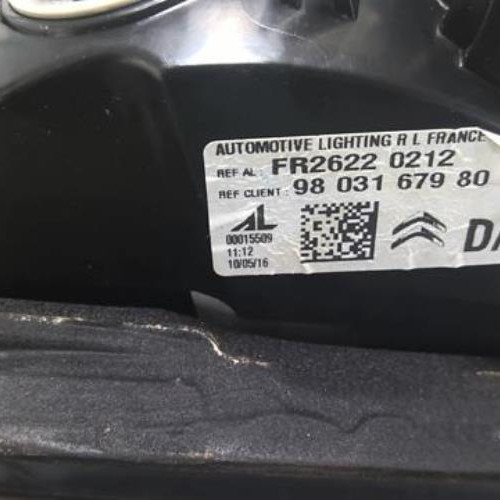 AUTOMOTIVE LIGHTING R L FRANCE
REF AL : FR2622 0212
REF CLIENT : 98 031 679 80
AL
00015509
11:12
10/05/16